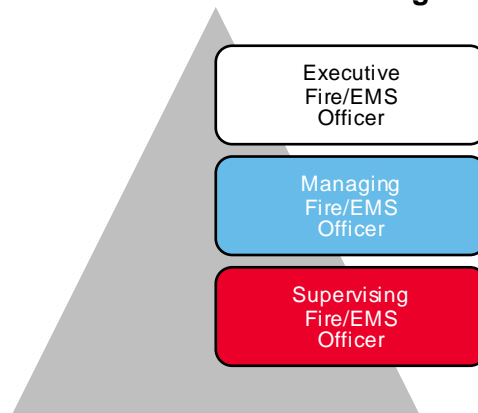 Executive
Fire/EMS
Officer
Managing
Fire/EMS
Officer
Supervising
Fire/EMS
Officer